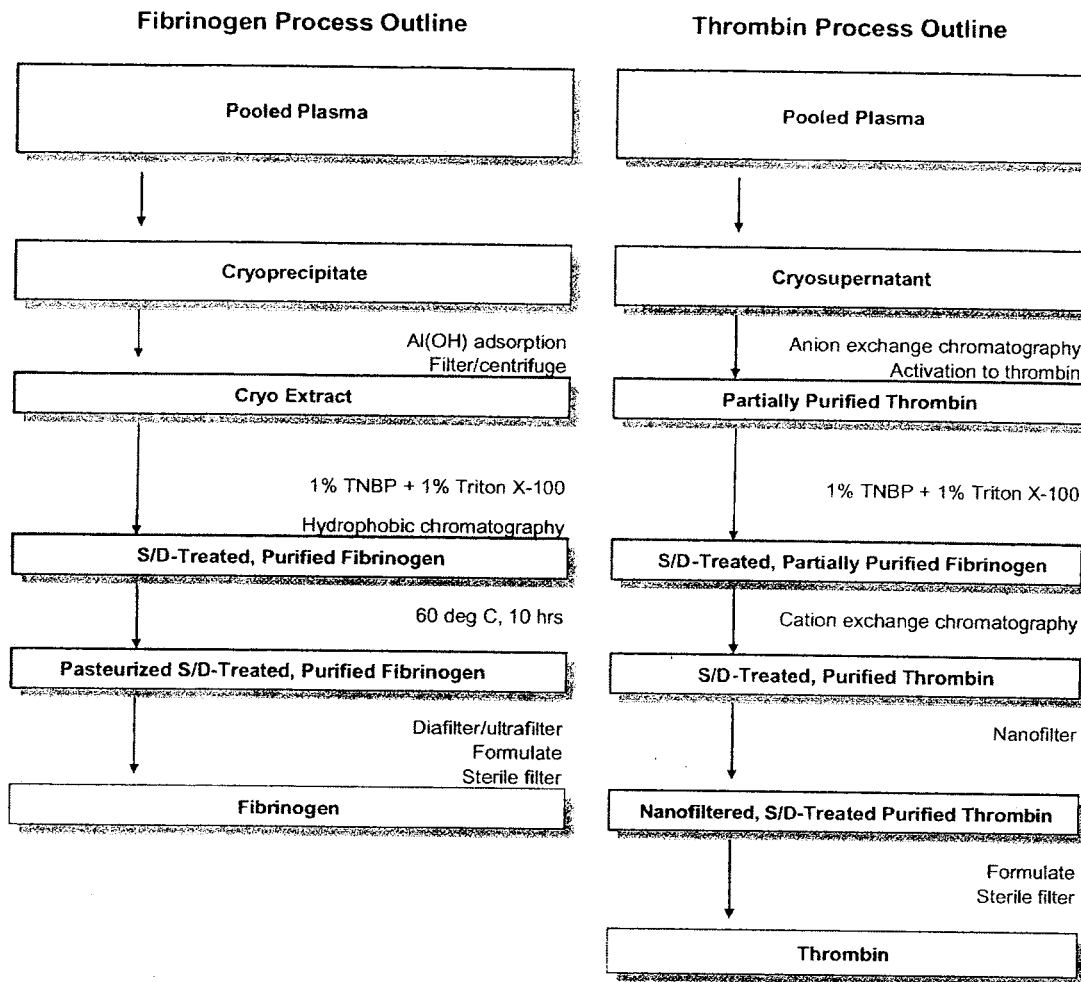 Fibrinogen Process Outline
Pooled Plasma
Cryoprecipitate
Al(OH) adsorption
Filter/centrifuge
Cryo Extract
1% TNBP + 1% Triton X-100
Hydrophobic chromatography
S/D-Treated, Purified Fibrinogen
60 deg C, 10 hrs
Pasteurized S/D-Treated, Purified Fibrinogen
Diafilter/ultrafilter
Formulate
Sterile filter
Fibrinogen
Thrombin Process Outline
Pooled Plasma
Cryosupernatant
Anion exchange chromatography
Activation to thrombin
Partially Purified Thrombin
1% TNBP + 1% Triton X-100
S/D-Treated, Partially Purified Fibrinogen
Cation exchange chromatography
S/D-Treated, Purified Thrombin
Nanofilter
Nanofiltered, S/D-Treated Purified Thrombin
Formulate
Sterile filter
Thrombin